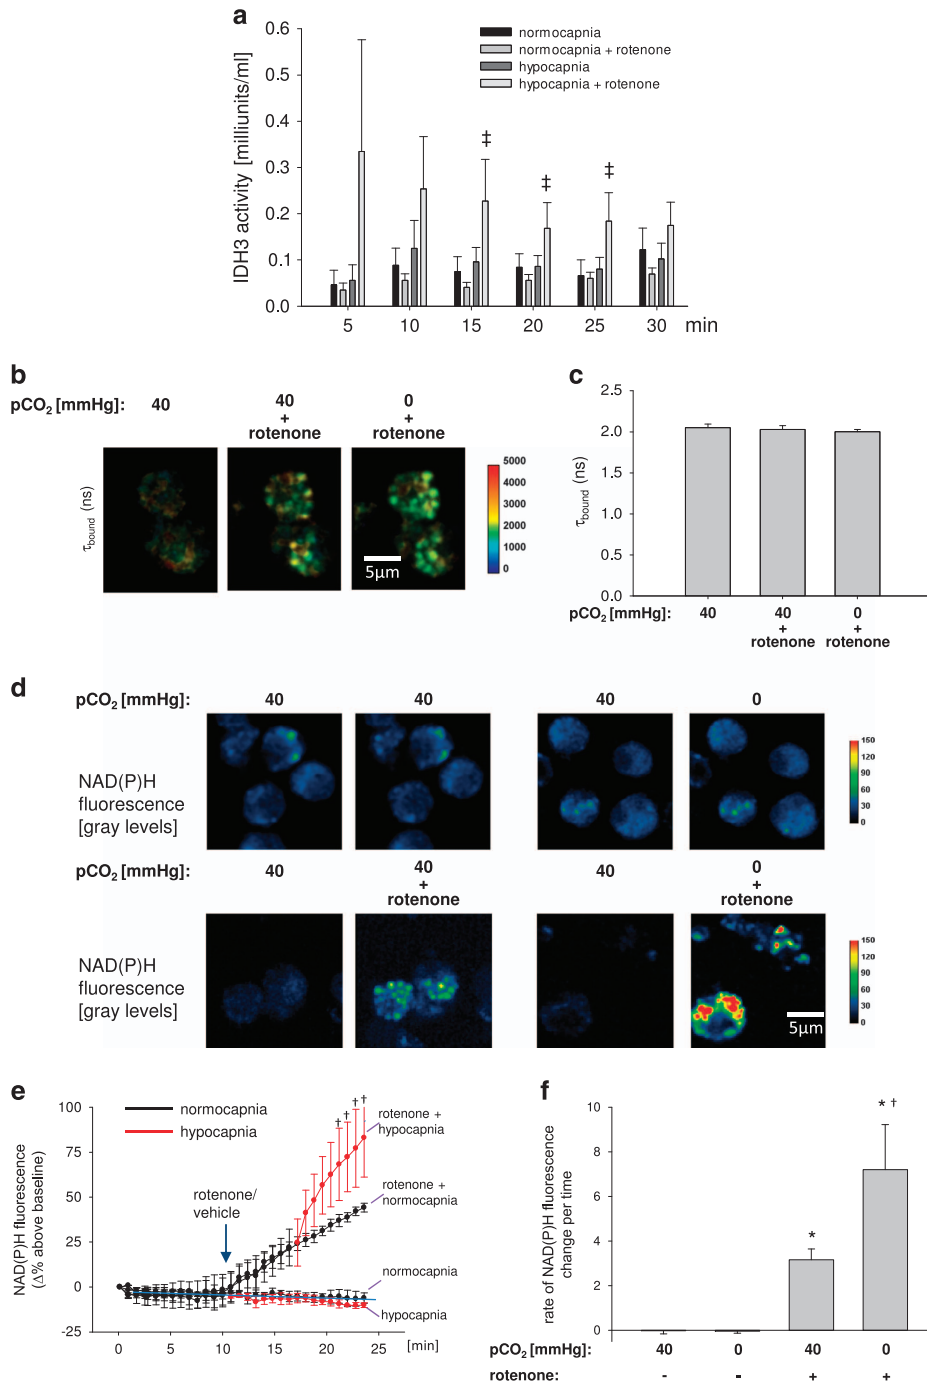 a
IDH3 activity [milliunits/ml]
0.6
0.5
0.4
0.3
0.2
0.1
0.0
normocapnia
normocapnia + rotenone
hypocapnia
hypocapnia + rotenone
‡ ‡ ‡
5 10 15 20 25 30 min
b
pCO2 [mmHg]: 40 40 + rotenone 0 + rotenone
τbound (ns)
5µm
5000
4000
3000
2000
1000
0
c
τbound (ns)
2.5
2.0
1.5
2.0
0.5
0.0
pCO2 [mmHg]: 40 40 + rotenone 0 + rotenone
d
pCO2 [mmHg]: 40 40 40 0
NAD(P)H
fluorescence
[gray levels]
150
120
90
60
30
0
pCO2 [mmHg]: 40 40 + rotenone 40 0 + rotenone
NAD(P)H
fluorescence
[gray levels]
5µm
150
120
90
60
30
0
e
NAD(P)H fluorescence
(Δ% above baseline)
100
75
50
25
0
-25
normocapnia
hypocapnia
rotenone/
vehicle
† † † †
rotenone +
hypocapnia
rotenone +
normocapnia
normocapnia
hypocapnia
0 5 10 15 20 25 [min]
f
rate of NAD(P)H fluorescence
change per time
10
8
6
4
2
0
*
* †
pCO2 [mmHg]: 40 0 40 0
rotenone: - - + +